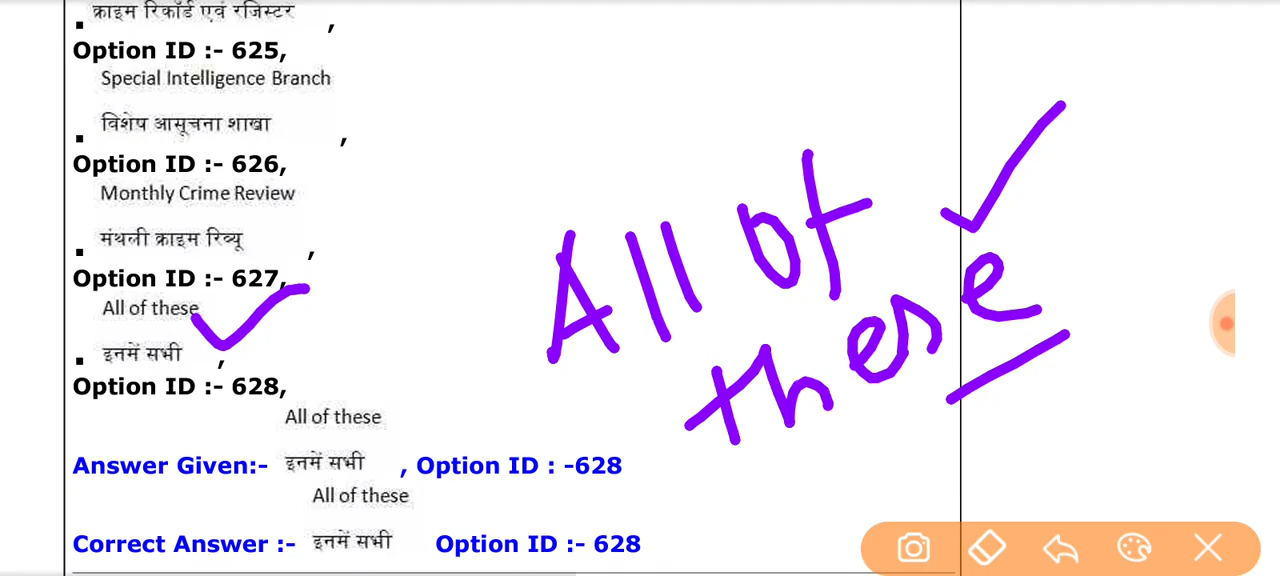 क्राइम रिकॉर्ड एवं रजिस्टर ,
Option ID :- 625,
Special Intelligence Branch
विशेष आसूचना शाखा ,
Option ID :- 626,
Monthly Crime Review
मंथली क्राइम रिव्यू ,
Option ID :- 627,
All of these
इनमें सभी ,
Option ID :- 628,
All of these
Answer Given:- इनमें सभी , Option ID : -628
All of these
Correct Answer :- इनमें सभी Option ID :- 628
All of
these